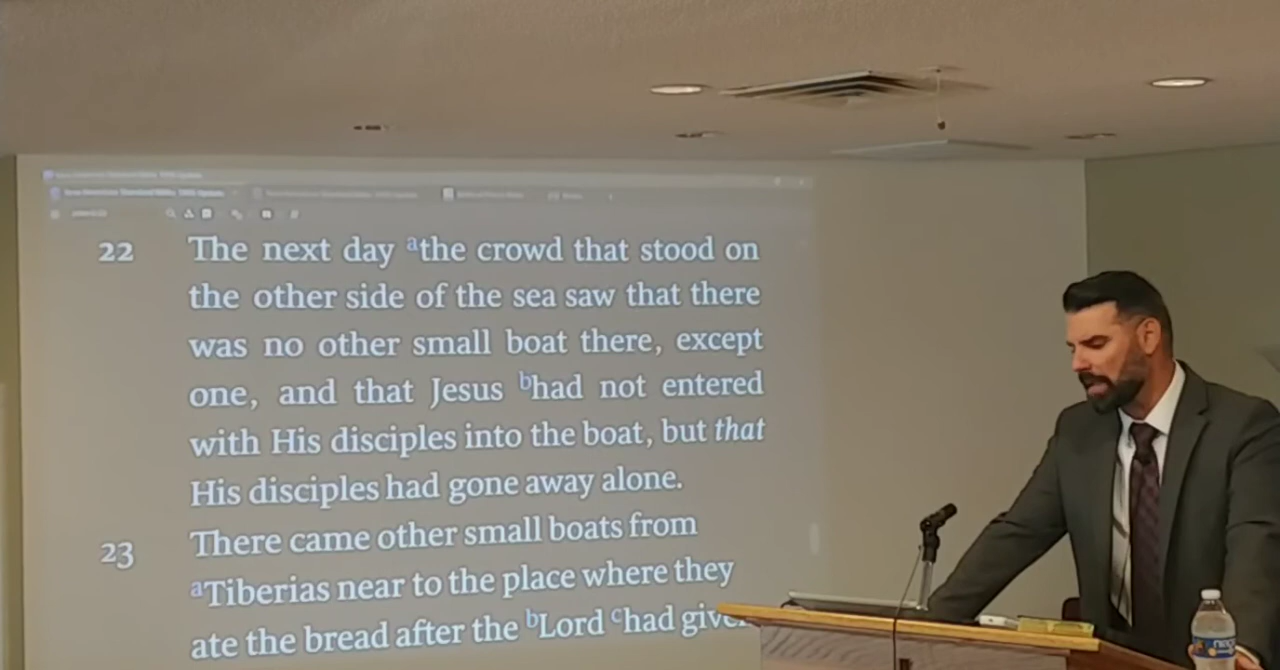 22 The next day ᵃthe crowd that stood on
the other side of the sea saw that there
was no other small boat there, except
one, and that Jesus ᵇhad not entered
with His disciples into the boat, but that
His disciples had gone away alone.
23 There came other small boats from
ᵃTiberias near to the place where they
ate the bread after the ᵇLord ᶜhad give